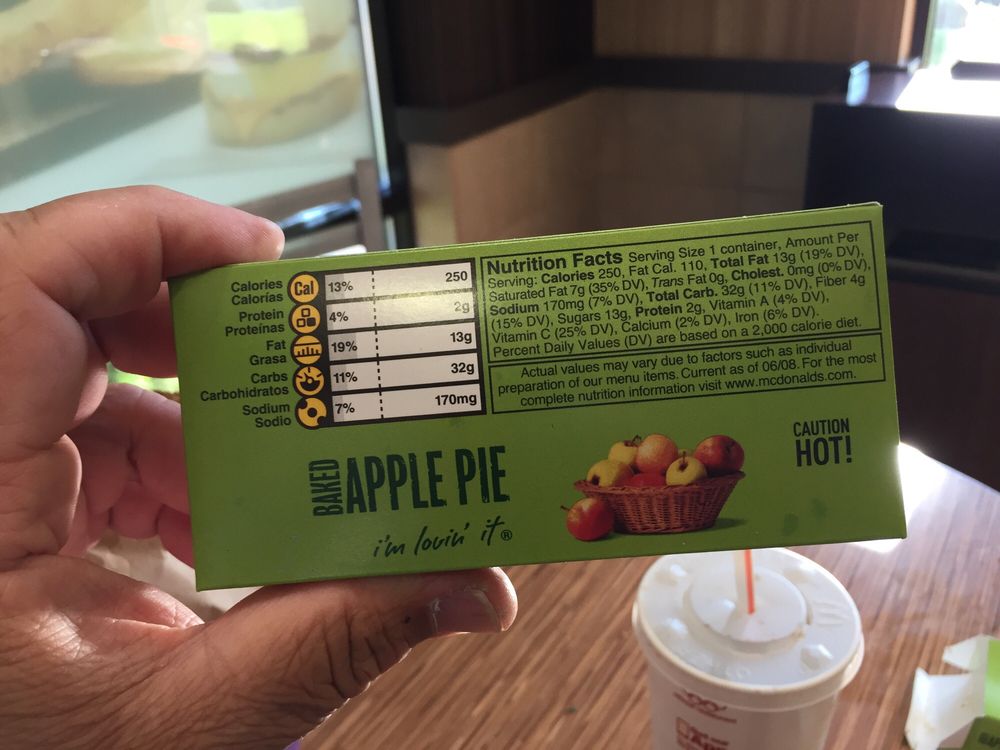 Calories
Calorías
Cal
13%
250
Protein
Proteínas
4%
2g
Fat
Grasa
19%
13g
Carbs
Carbohidratos
11%
32g
Sodium
Sodio
7%
170mg
Nutrition Facts Serving Size 1 container, Amount Per
Serving: Calories 250, Fat Cal. 110, Total Fat 13g (19% DV),
Saturated Fat 7g (35% DV), Trans Fat 0g, Cholest. 0mg (0% DV),
Sodium 170mg (7% DV), Total Carb. 32g (11% DV), Fiber 4g
(15% DV), Sugars 13g, Protein 2g, Vitamin A (4% DV),
Vitamin C (25% DV), Calcium (2% DV), Iron (6% DV).
Percent Daily Values (DV) are based on a 2,000 calorie diet.
Actual values may vary due to factors such as individual
preparation of our menu items. Current as of 06/08. For the most
complete nutrition information visit www.mcdonalds.com.
BAKED
APPLE PIE
i'm lovin' it®
CAUTION
HOT!